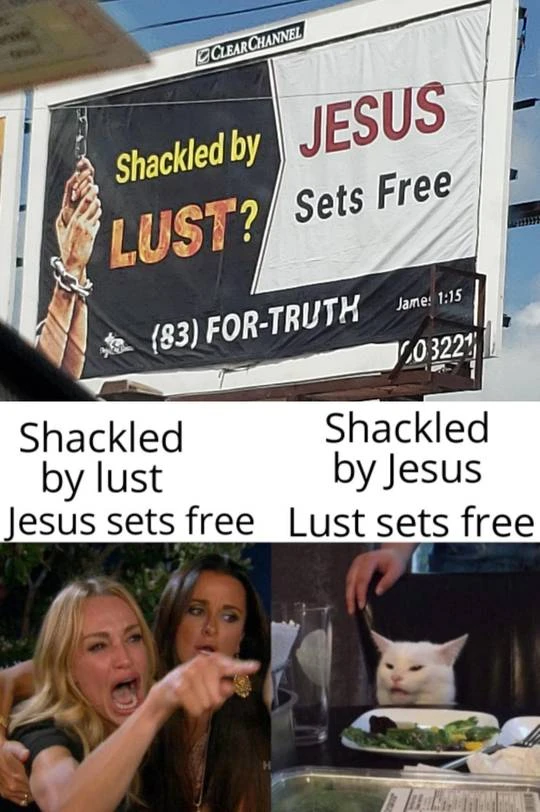 CLEAR CHANNEL
Shackled by
LUST?
JESUS
Sets Free
(83) FOR-TRUTH
James 1:15
Shackled
by lust
Jesus sets free
Shackled
by Jesus
Lust sets free